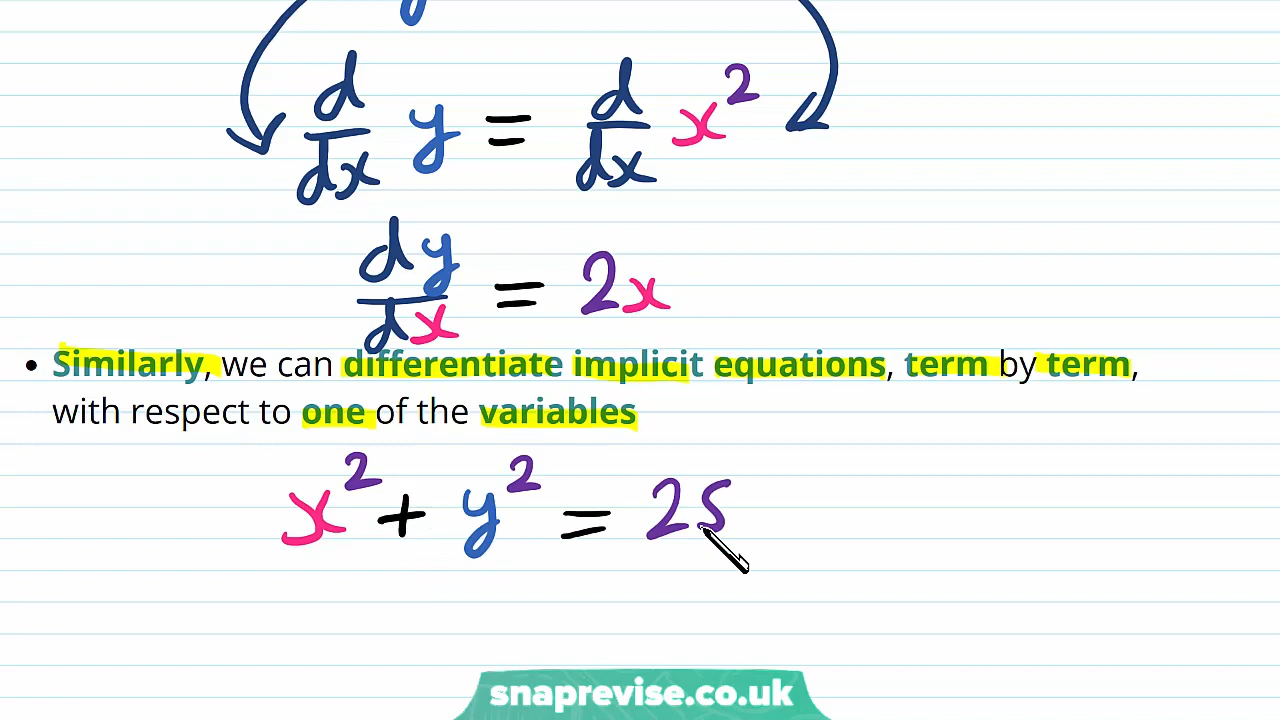 y
d/dx y = d/dx x²
dy/dx = 2x
• Similarly, we can differentiate implicit equations, term by term,
with respect to one of the variables
x² + y² = 25
snaprevise.co.uk